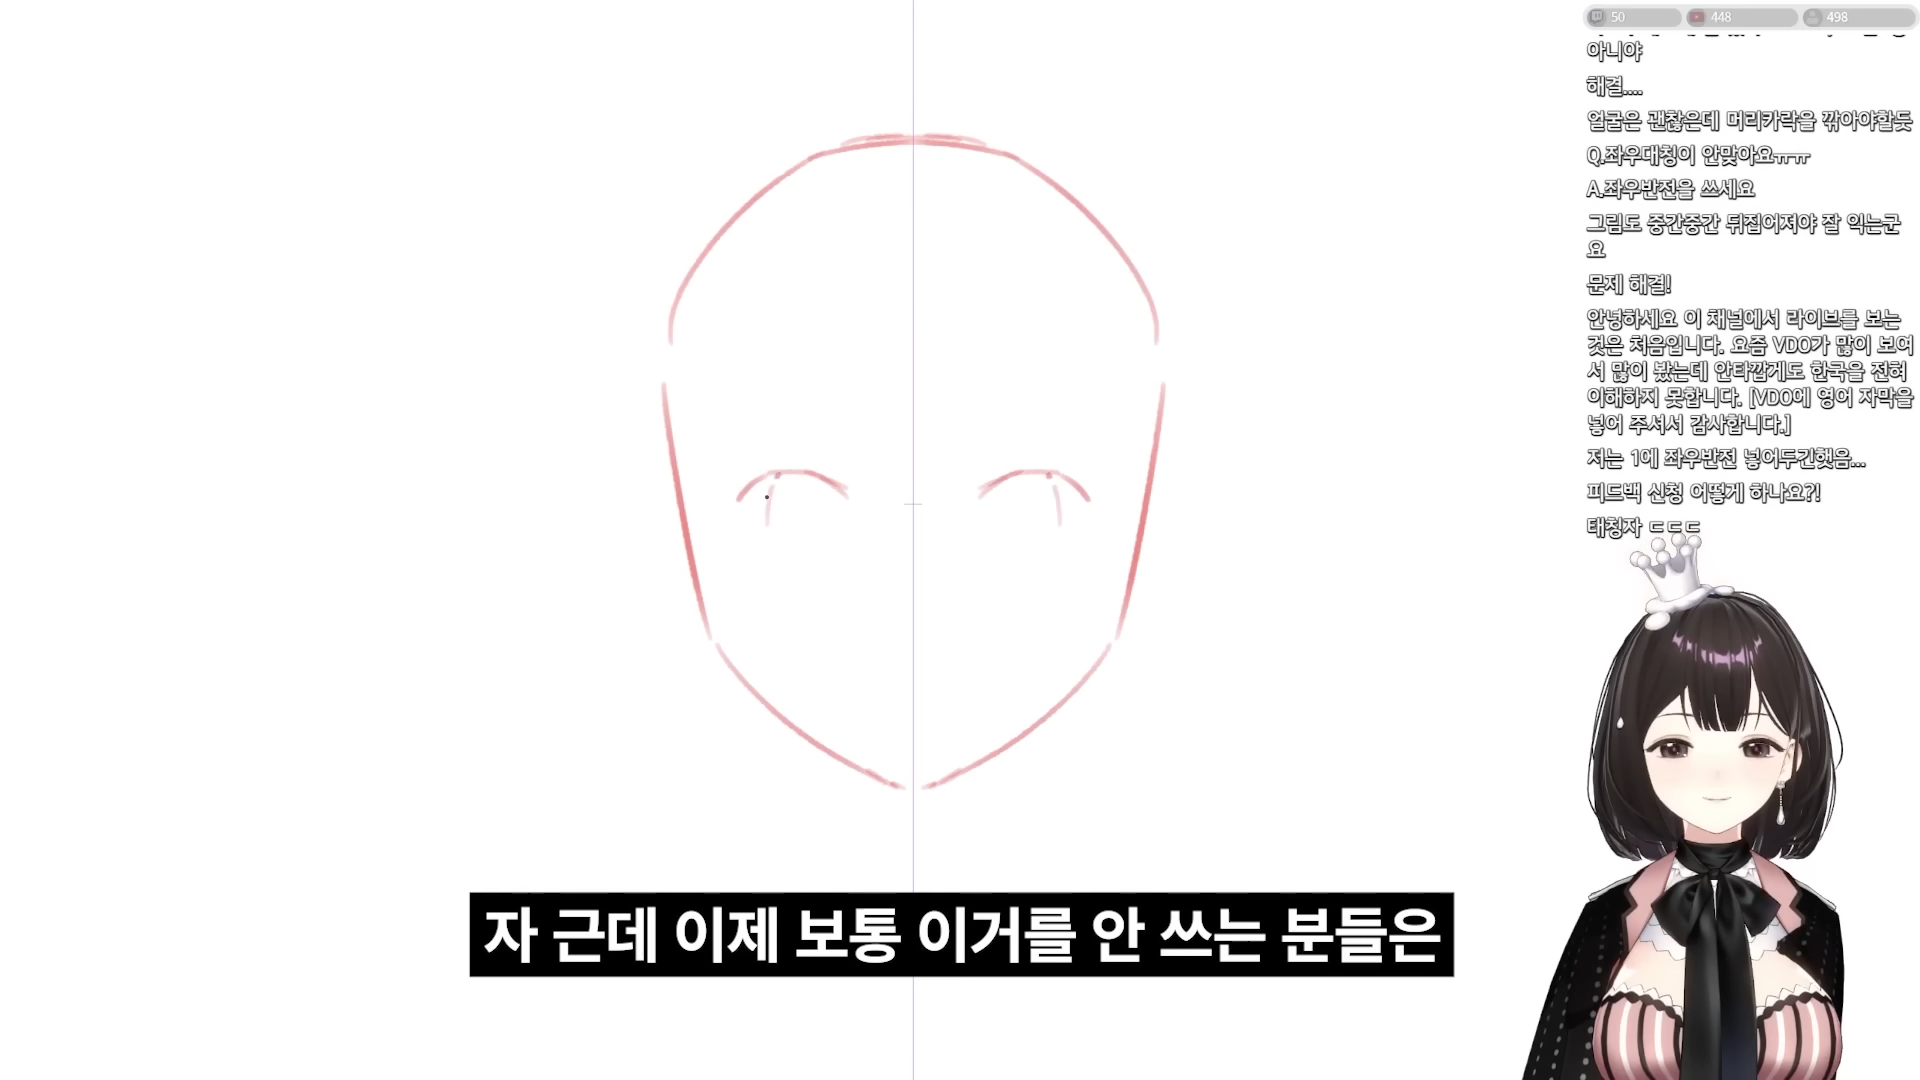 50 448 498
아니야
해결....
얼굴은 괜찮은데 머리카락을 깎아야할듯
Q.좌우대칭이 안맞아요ㅠㅠ
A.좌우반전을 쓰세요
그림도 중간중간 뒤집어져야 잘 익는군
요
문제 해결!
안녕하세요 이 채널에서 라이브를 보는
것은 처음입니다. 요즘 VDO가 많이 보여
서 많이 봤는데 안타깝게도 한국을 전혀
이해하지 못합니다. [VDO에 영어 자막을
넣어 주셔서 감사합니다.]
저는 1에 좌우반전 넣어두긴했음...
피드백 신청 어떻게 하나요?!
태칭자 ㄷㄷㄷ
자 근데 이제 보통 이거를 안 쓰는 분들은